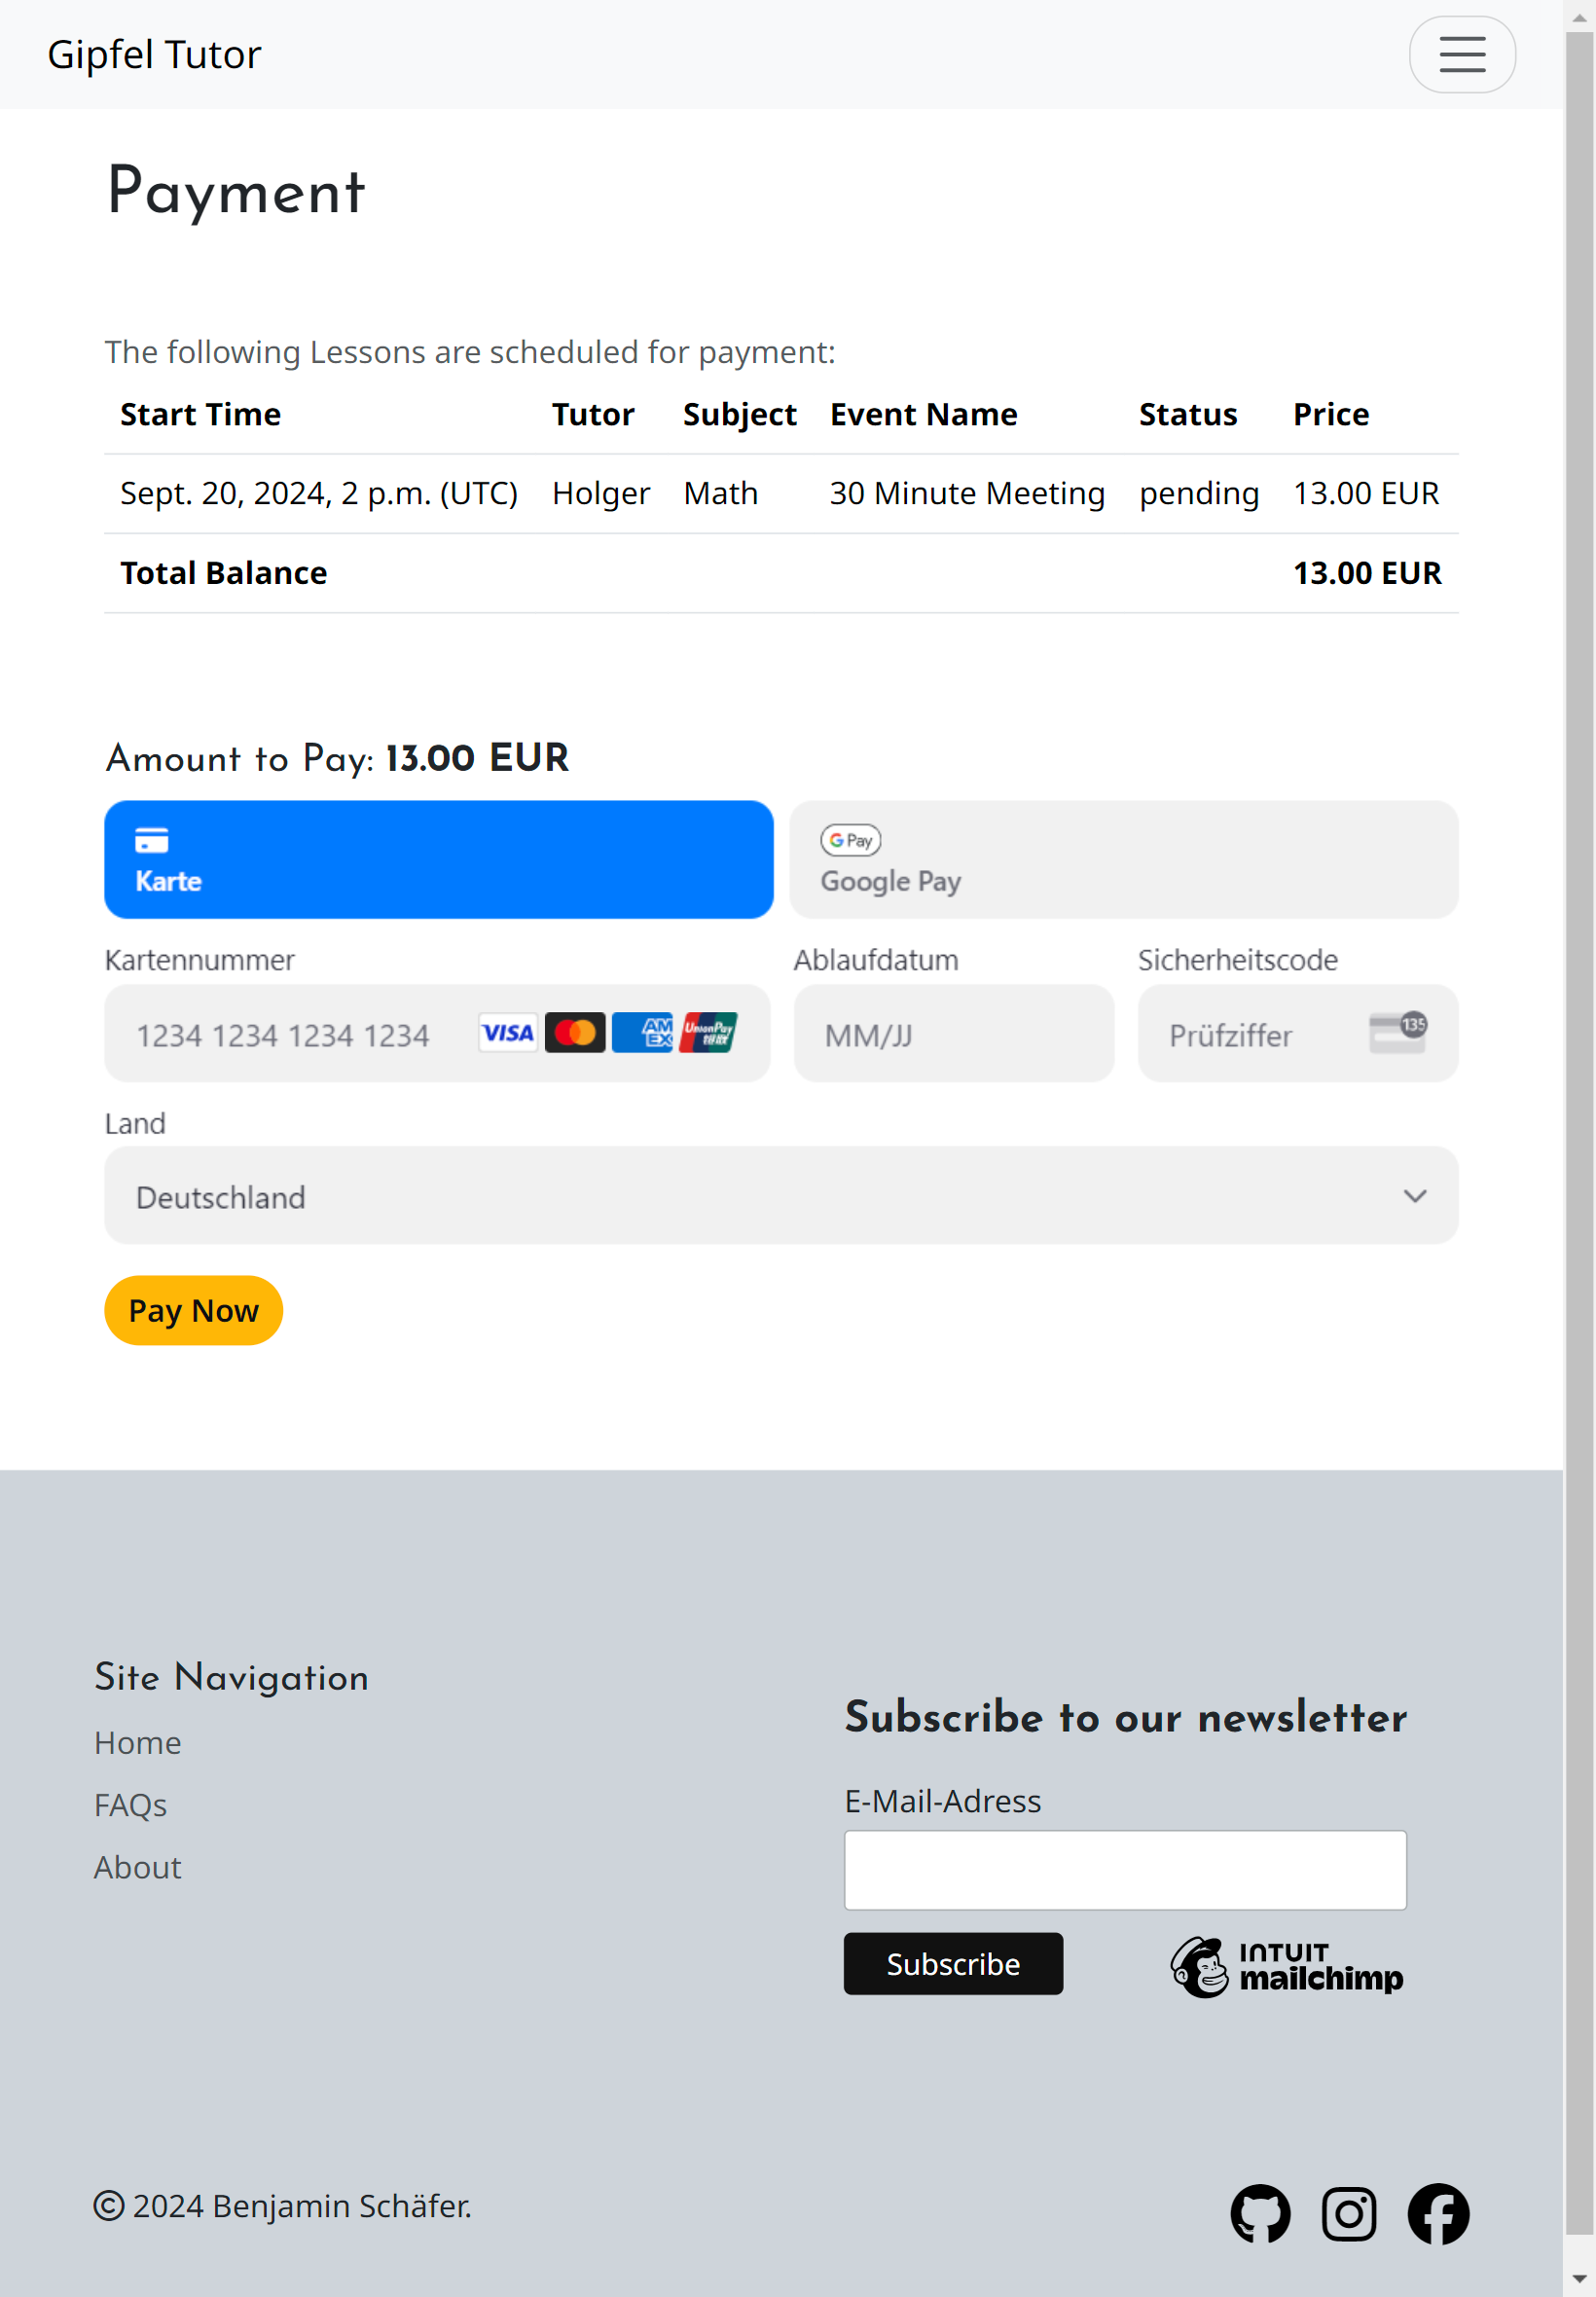 Gipfel Tutor
Payment
The following Lessons are scheduled for payment:
Start Time Tutor Subject Event Name Status Price
Sept. 20, 2024, 2 p.m. (UTC) Holger Math 30 Minute Meeting pending 13.00 EUR
Total Balance 13.00 EUR
Amount to Pay: 13.00 EUR
Karte
G Pay
Google Pay
Kartennummer Ablaufdatum Sicherheitscode
1234 1234 1234 1234 VISA AMEX UnionPay 银联 MM/JJ Prüfziffer 135
Land
Deutschland
Pay Now
Site Navigation
Home
FAQs
About
Subscribe to our newsletter
E-Mail-Adress
Subscribe
INTUIT
mailchimp
© 2024 Benjamin Schäfer.